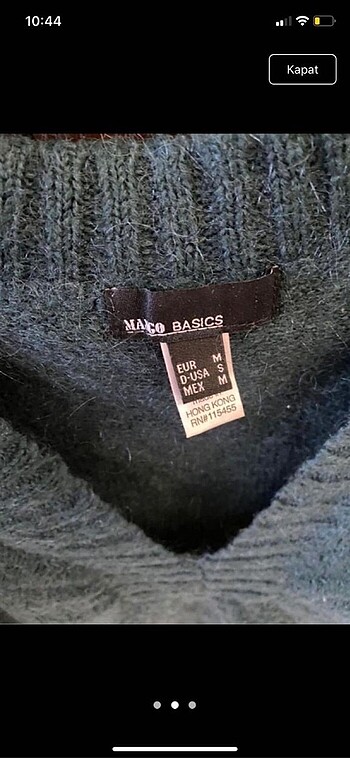 10:44
Kapat
MANGO BASICS
EUR M
D-USA S
MEX M
HONG KONG
RN#115455